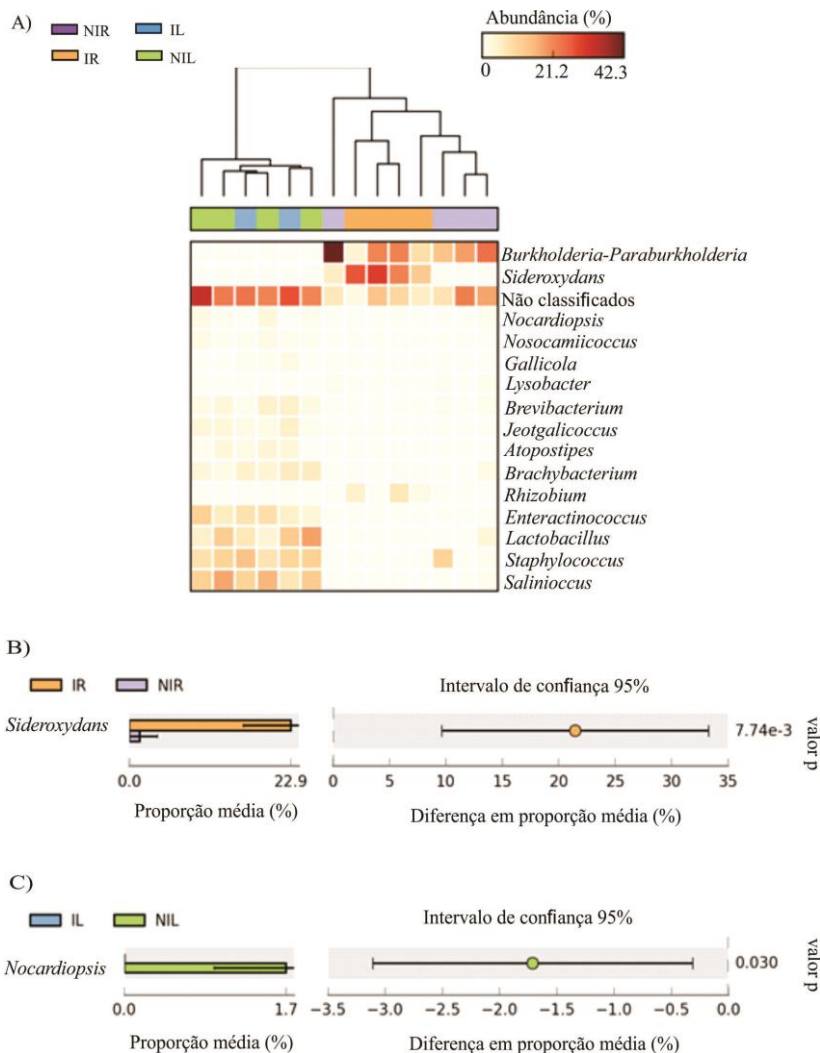 A)
NIR
IL
IR
NIL
Abundância (%)
0
21.2
42.3
Burkholderia-Paraburkholderia
Sideroxydans
Não classificados
Nocardiopsis
Nosocamiicoccus
Gallicola
Lysobacter
Brevibacterium
Jeotgalicoccus
Atopostipes
Brachybacterium
Rhizobium
Enteractinococcus
Lactobacillus
Staphylococcus
Salinioccus
B)
IR
NIR
Intervalo de confiança 95%
Sideroxydans
7.74e-3
valor p
0.0
22.9
0
5
10
15
20
25
30
35
Proporção média (%)
Diferença em proporção média (%)
C)
IL
NIL
Intervalo de confiança 95%
Nocardiopsis
0.030
valor p
0.0
1.7
−3.5
−3.0
−2.5
−2.0
−1.5
−1.0
−0.5
0.0
Proporção média (%)
Diferença em proporção média (%)